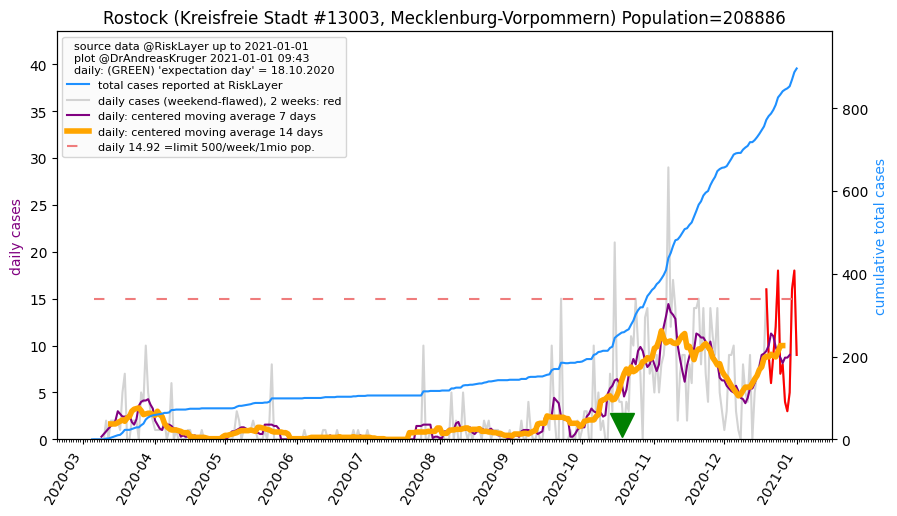 Rostock (Kreisfreie Stadt #13003, Mecklenburg-Vorpommern) Population=208886
source data @RiskLayer up to 2021-01-01
plot @DrAndreasKruger 2021-01-01 09:43
daily: (GREEN) 'expectation day' = 18.10.2020
total cases reported at RiskLayer
daily cases (weekend-flawed), 2 weeks: red
daily: centered moving average 7 days
daily: centered moving average 14 days
daily 14.92 =limit 500/week/1mio pop.
daily cases
40
35
30
25
20
15
10
5
0
cumulative total cases
800
600
400
200
0
2020-03
2020-04
2020-05
2020-06
2020-07
2020-08
2020-09
2020-10
2020-11
2020-12
2021-01